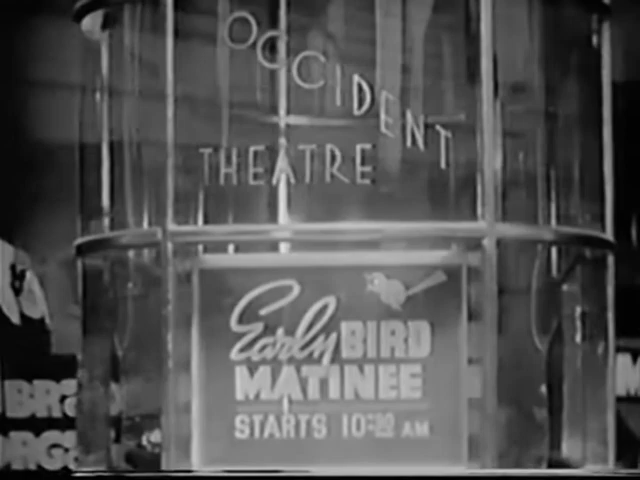 OCCIDENT
THEATRE
Early BIRD
MATINEE
STARTS 10:30 AM